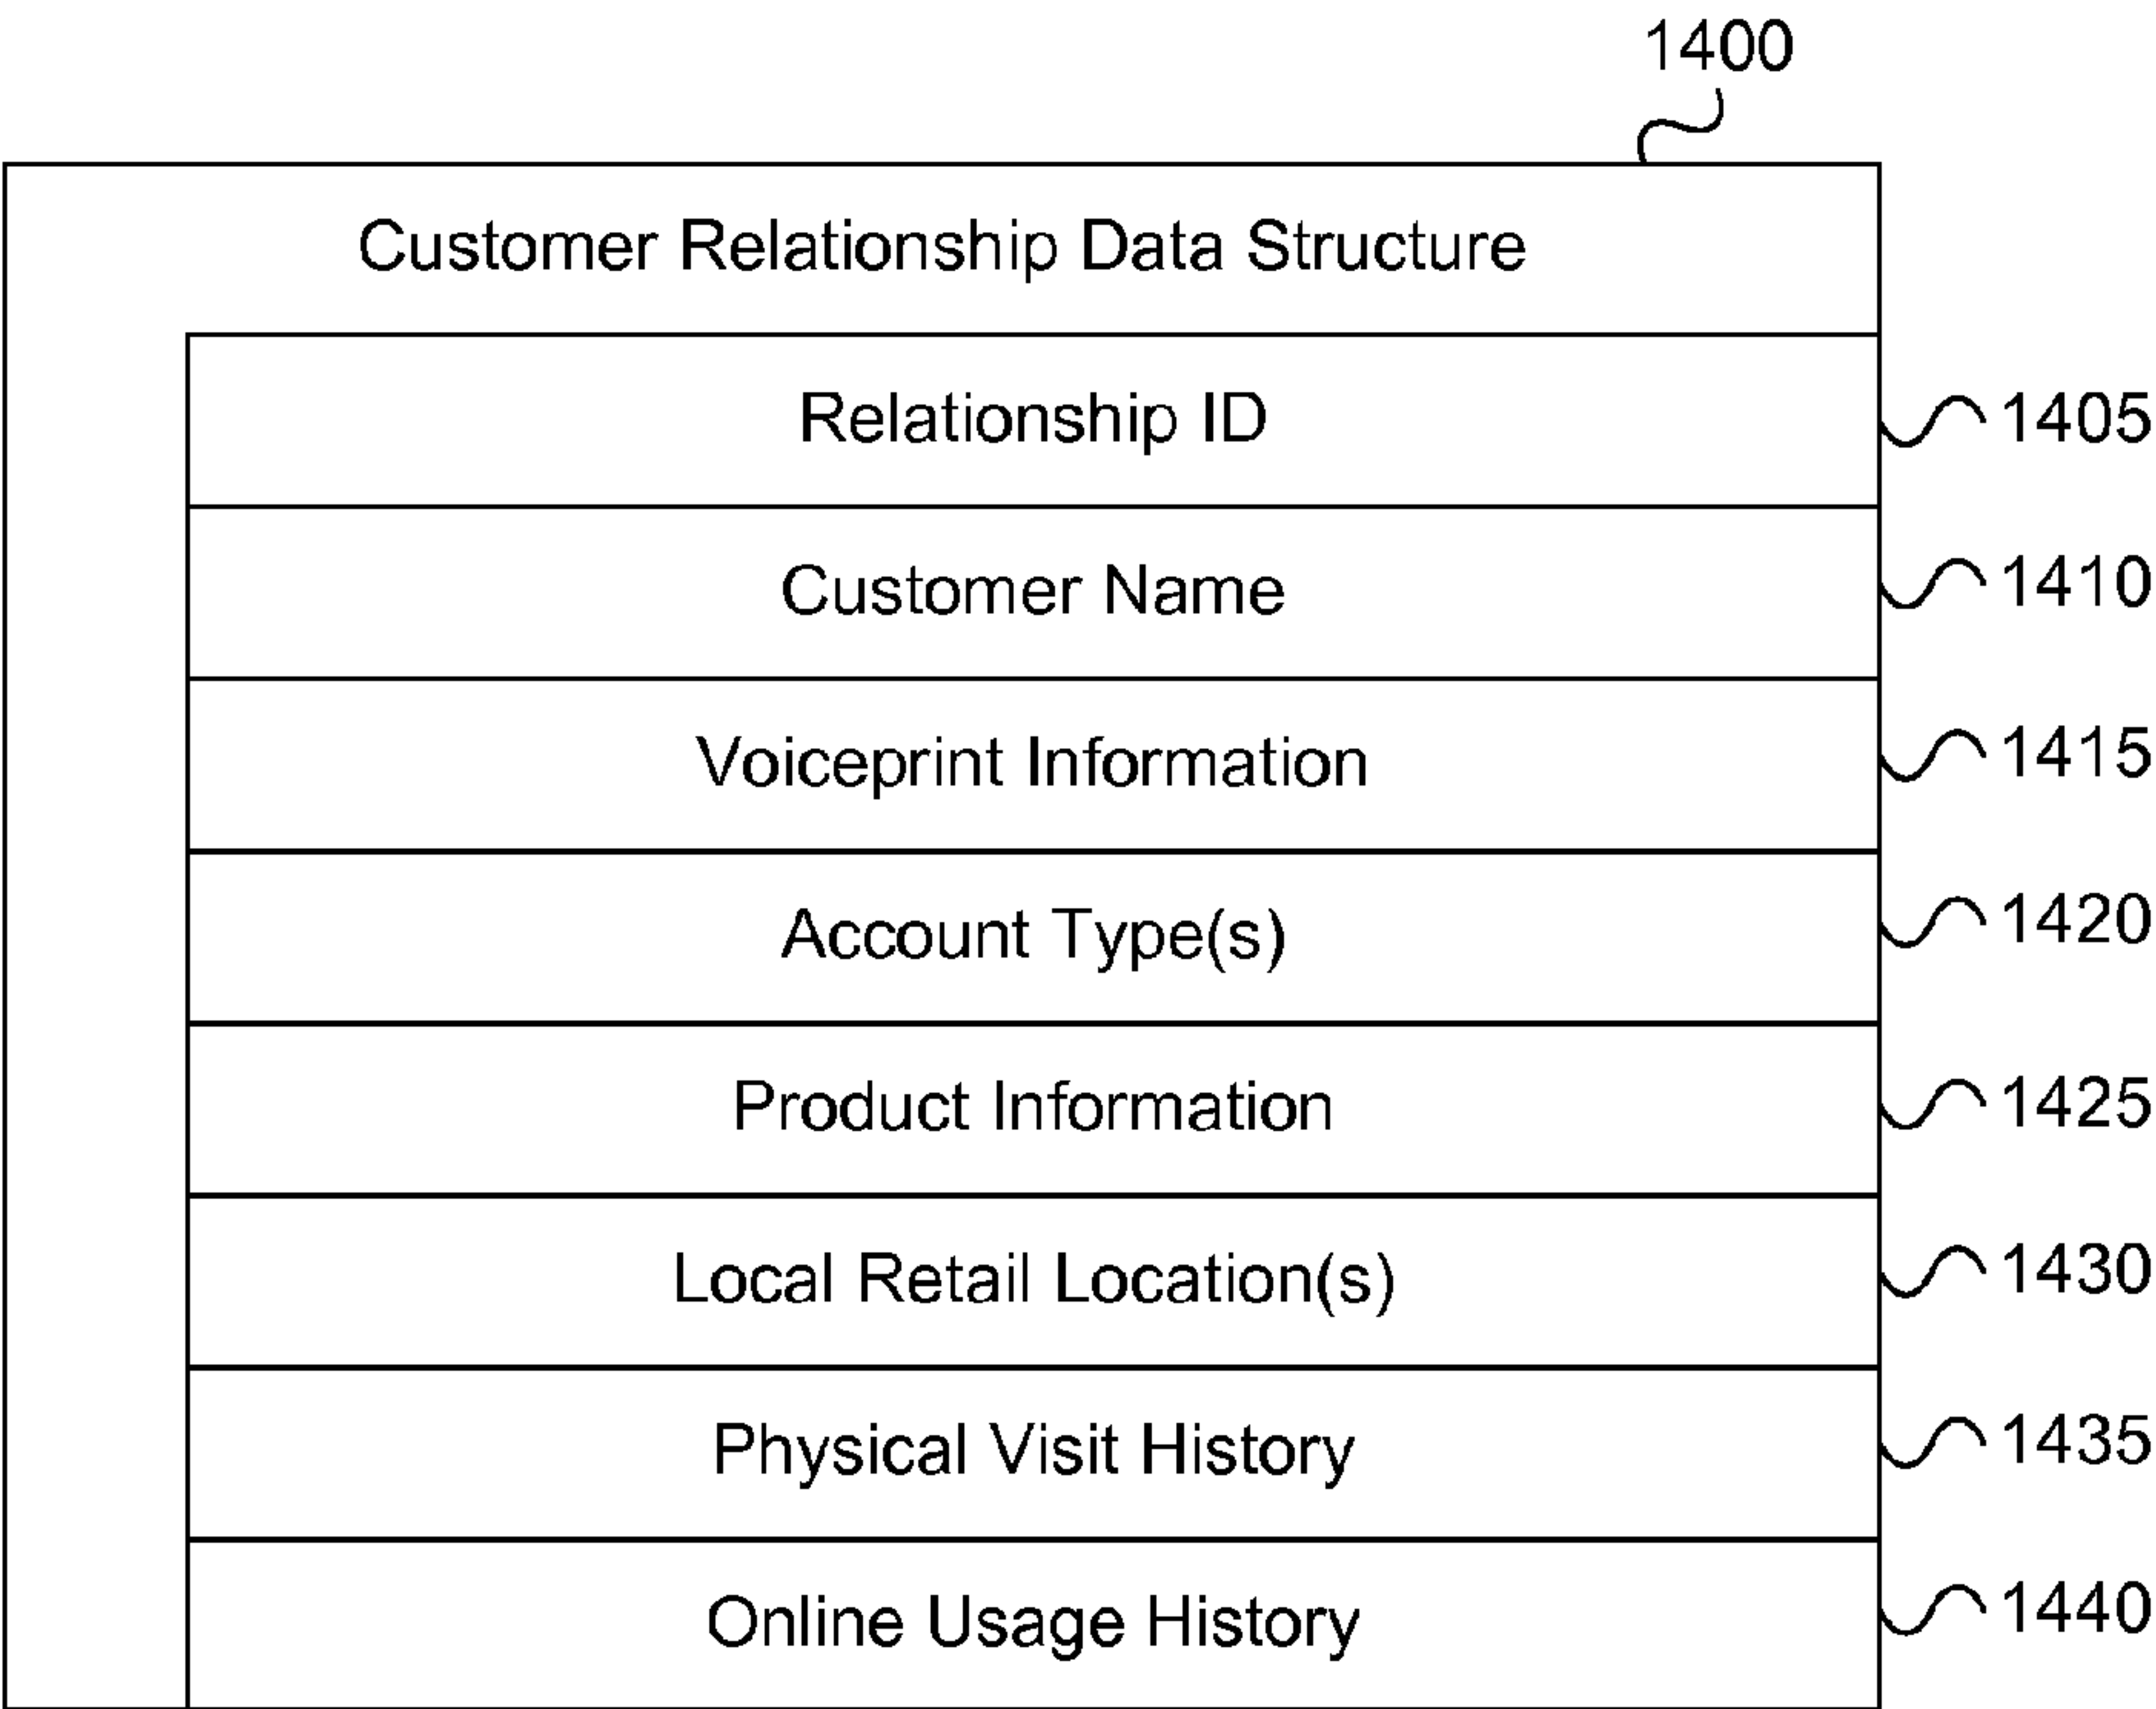 1400
Customer Relationship Data Structure
Relationship ID 1405
Customer Name 1410
Voiceprint Information 1415
Account Type(s) 1420
Product Information 1425
Local Retail Location(s) 1430
Physical Visit History 1435
Online Usage History 1440